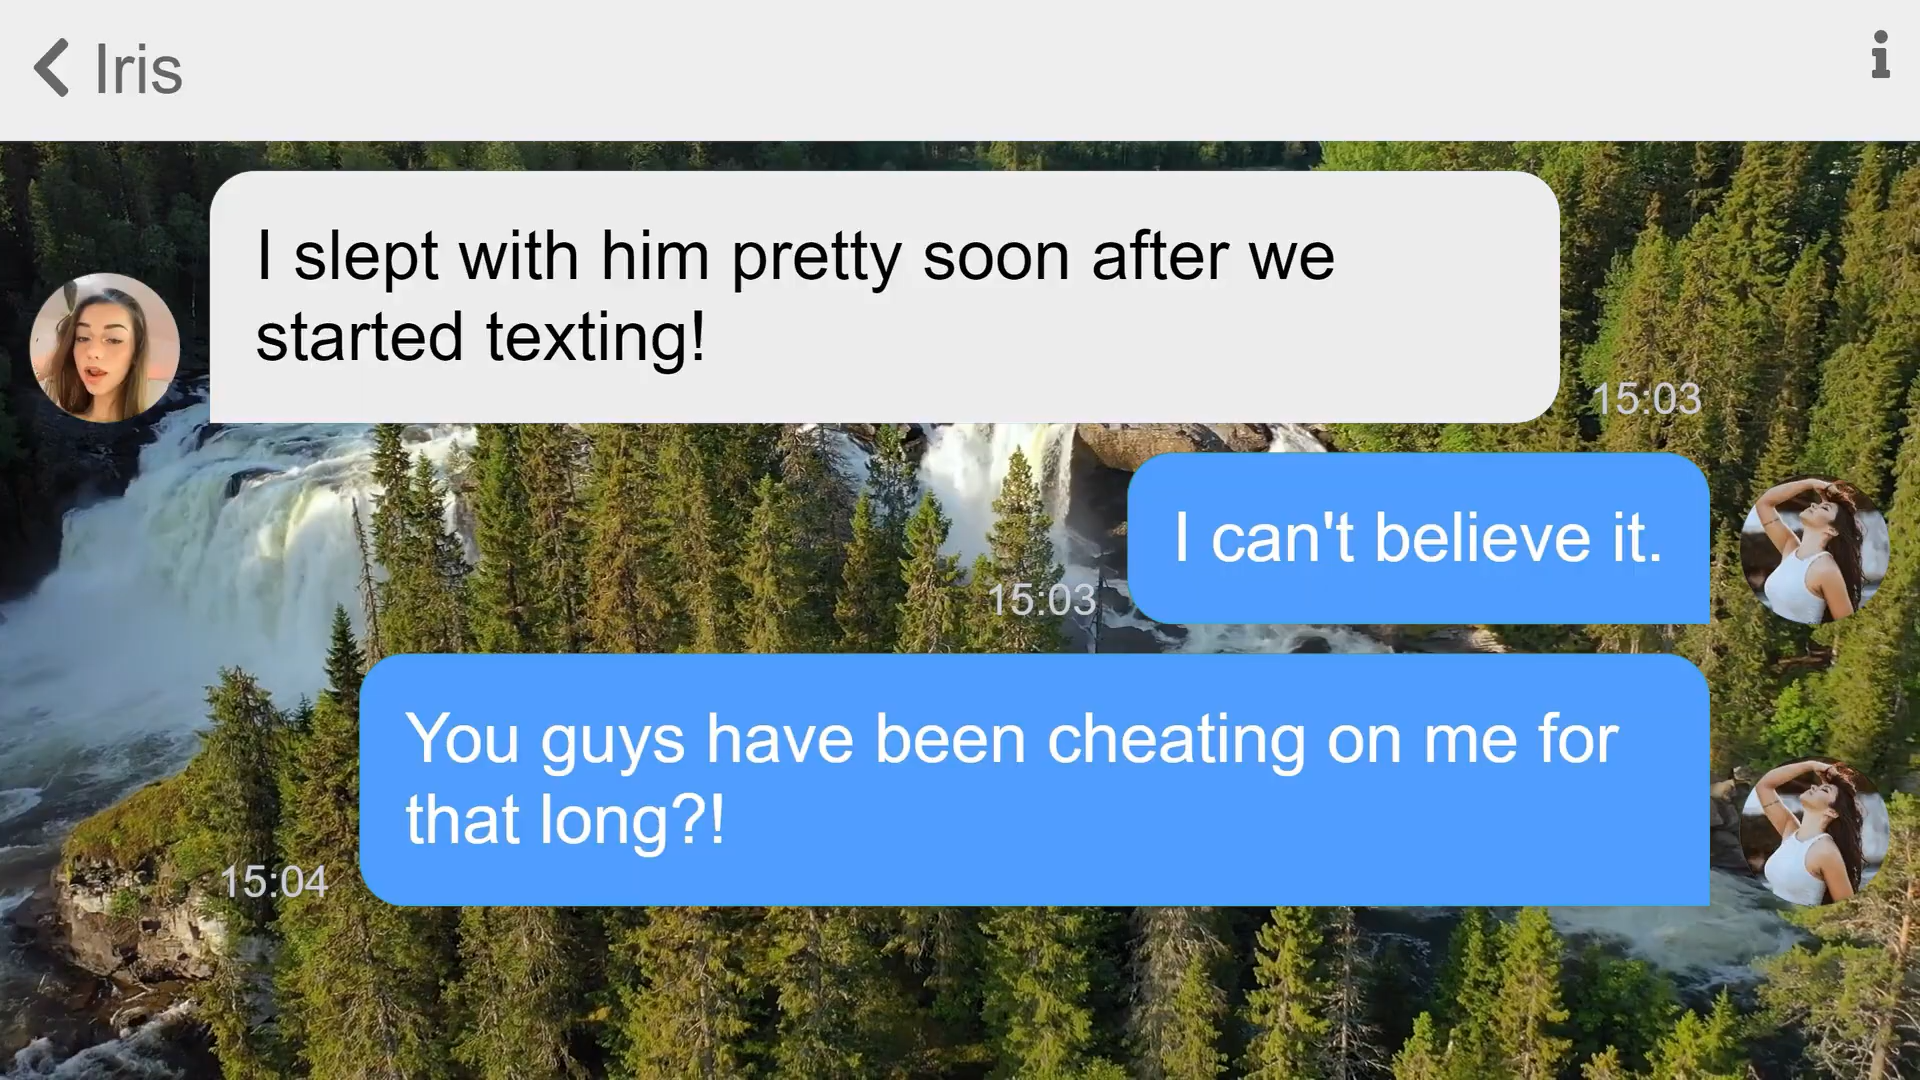 Iris
I slept with him pretty soon after we
started texting!
15:03
I can't believe it.
15:03
You guys have been cheating on me for
that long?!
15:04